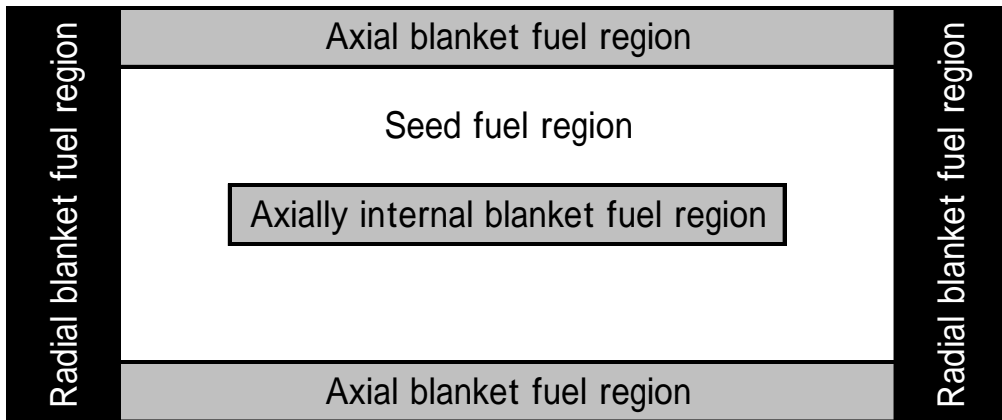 Radial blanket fuel region
Axial blanket fuel region
Seed fuel region
Axially internal blanket fuel region
Axial blanket fuel region
Radial blanket fuel region